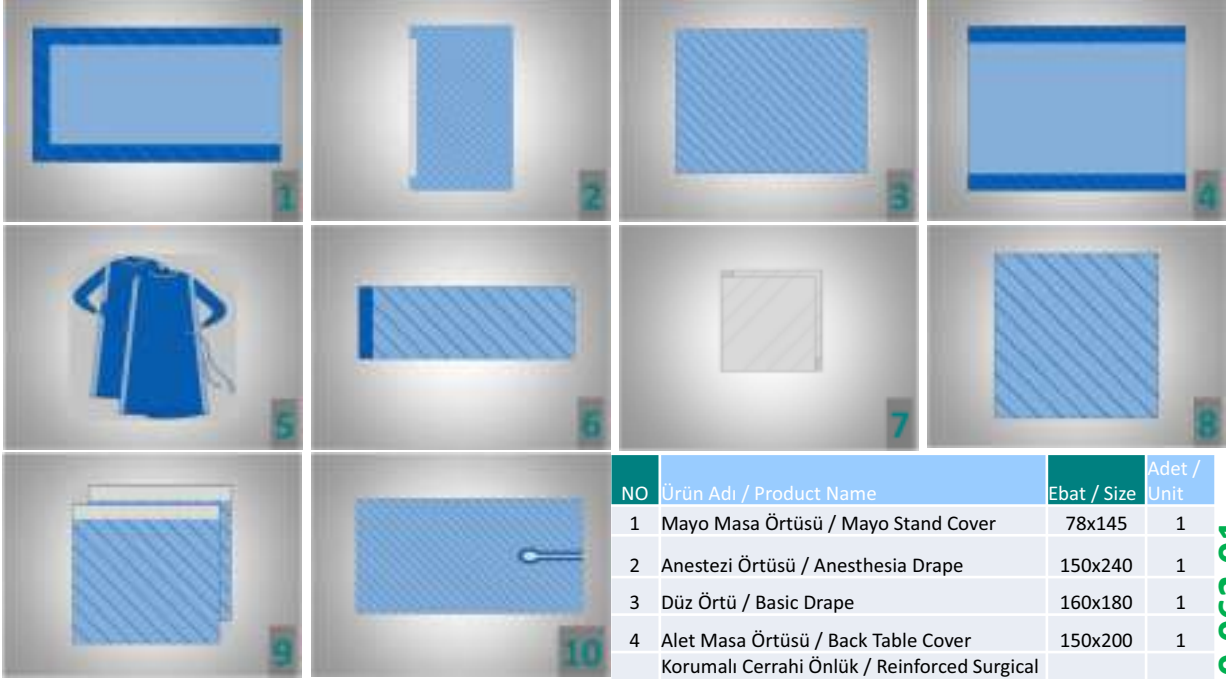 1
2
3
4
5
6
7
8
9
10
NO Ürün Adı / Product Name Ebat / Size Adet / Unit
1 Mayo Masa Örtüsü / Mayo Stand Cover 78x145 1
2 Anestezi Örtüsü / Anesthesia Drape 150x240 1
3 Düz Örtü / Basic Drape 160x180 1
4 Alet Masa Örtüsü / Back Table Cover 150x200 1
Korumalı Cerrahi Önlük / Reinforced Surgical